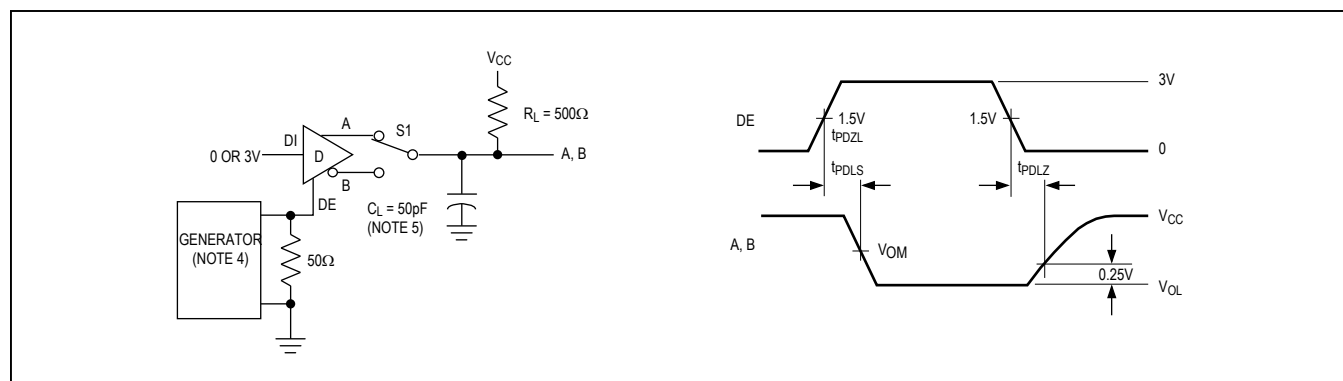 VCC
RL = 500Ω
A
S1
DI
D
0 OR 3V
A, B
B
DE
CL = 50pF
(NOTE 5)
GENERATOR
(NOTE 4)
50Ω
3V
DE
1.5V
1.5V
tPDZL
0
tPDLS
tPDLZ
VCC
A, B
VOM
0.25V
VOL